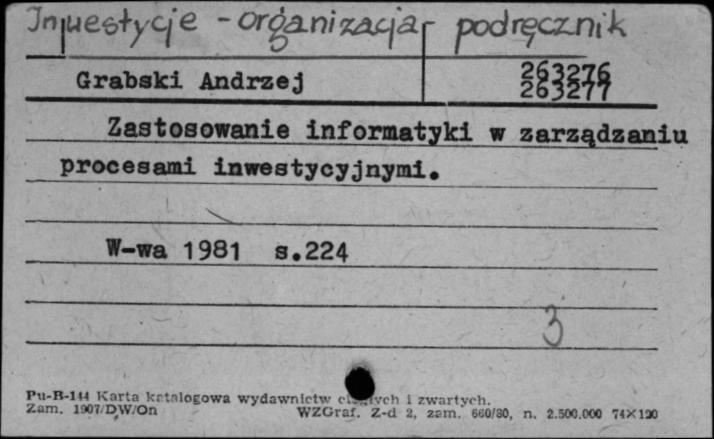 Inwestycje - organizacja - podręcznik
Grabski Andrzej
263276
263277
Zastosowanie informatyki w zarządzaniu
procesami inwestycyjnymi.
W-wa 1981 s.224
3
Pu-B-144 Karta katalogowa wydawnictw i zwartych.
Zam. 1907/DW/On WZGraf. Z-d 2, zam. 660/80, n. 2.500.000 74×120